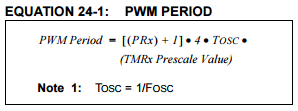 EQUATION 24-1: PWM PERIOD
PWM Period = [(PRx) + 1] • 4 • TOSC •
(TMRx Prescale Value)
Note 1: TOSC = 1/FOSC